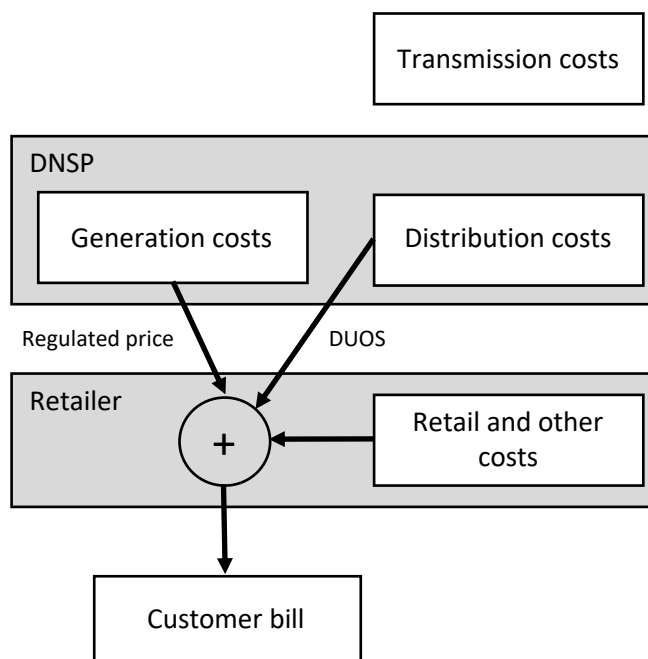 Transmission costs
DNSP
Generation costs
Distribution costs
Regulated price
DUOS
Retailer
+
Retail and other
costs
Customer bill